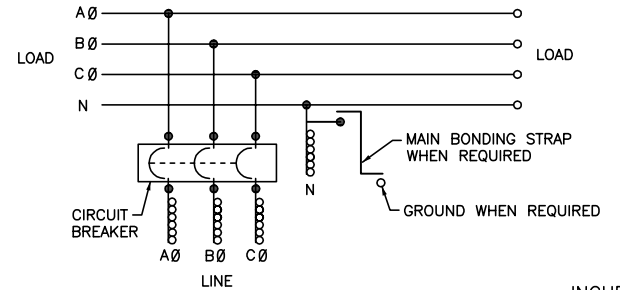 AØ
BØ
LOAD
LOAD
CØ
N
MAIN BONDING STRAP
WHEN REQUIRED
N
GROUND WHEN REQUIRED
CIRCUIT
BREAKER
AØ BØ CØ
LINE